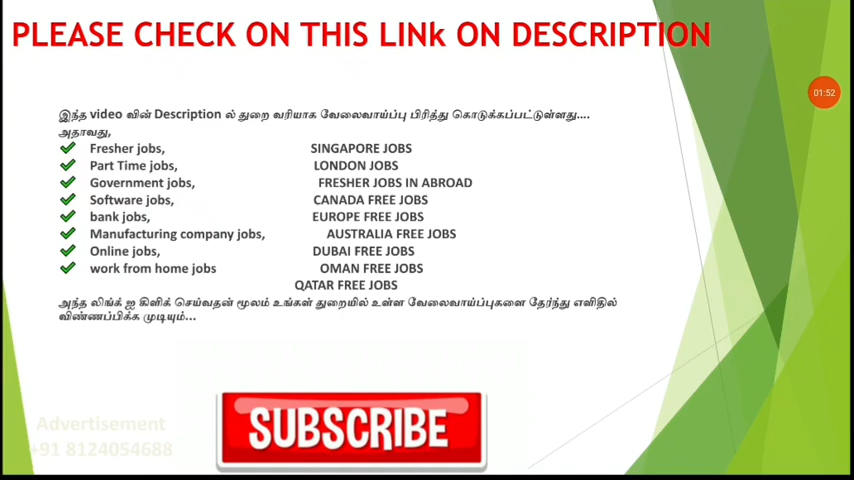 PLEASE CHECK ON THIS LINk ON DESCRIPTION
01:52
இந்த video வின் Description ல் துறை வரியாக வேலைவாய்ப்பு பிரித்து கொடுக்கப்பட்டுள்ளது....
அதாவது,
Fresher jobs, SINGAPORE JOBS
Part Time jobs, LONDON JOBS
Government jobs, FRESHER JOBS IN ABROAD
Software jobs, CANADA FREE JOBS
bank jobs, EUROPE FREE JOBS
Manufacturing company jobs, AUSTRALIA FREE JOBS
Online jobs, DUBAI FREE JOBS
work from home jobs OMAN FREE JOBS
QATAR FREE JOBS
அந்த லிங்க் ஐ கிளிக் செய்வதன் மூலம் உங்கள் துறையில் உள்ள வேலைவாய்ப்புகளை தேர்ந்து எளிதில்
விண்ணப்பிக்க முடியும்...
SUBSCRIBE
Advertisement
+91 8124054688